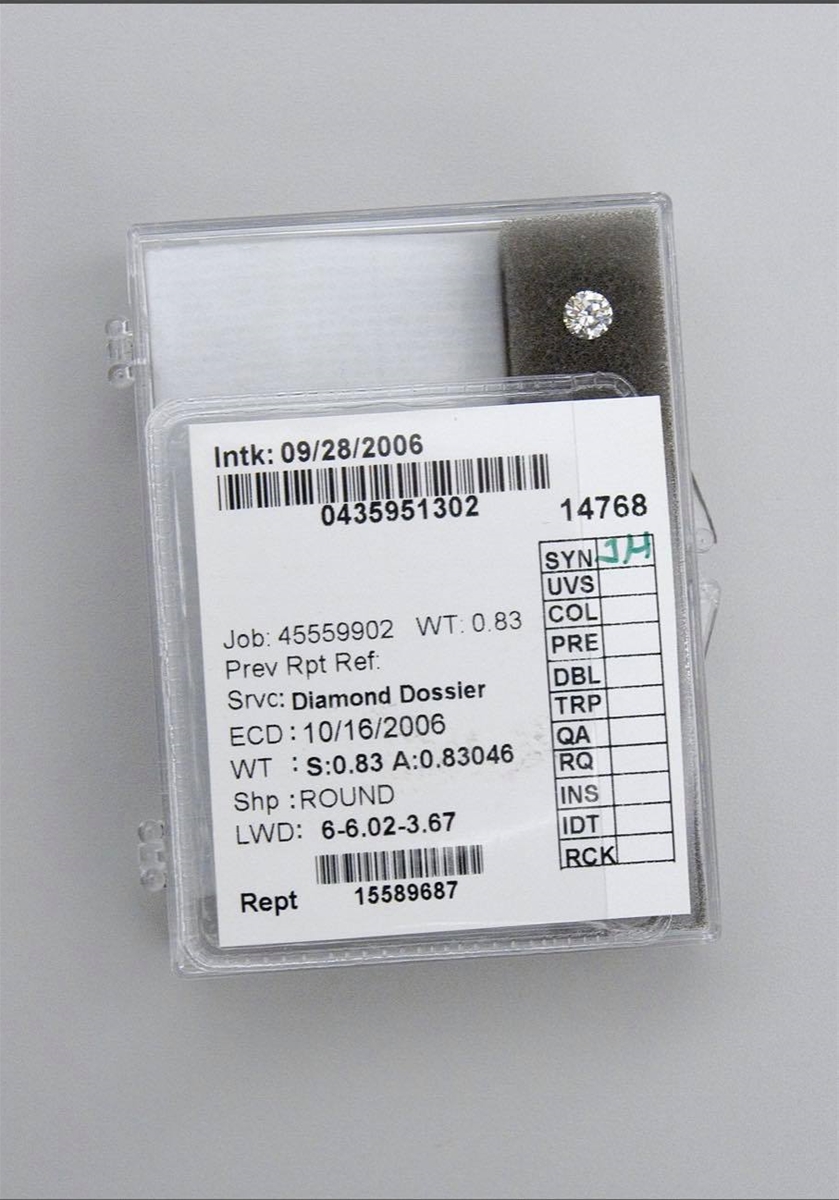 Intk: 09/28/2006
0435951302
14768
SYN JH
UVS
COL
PRE
DBL
TRP
QA
RQ
INS
IDT
RCK
Job: 45559902 WT: 0.83
Prev Rpt Ref:
Srvc: Diamond Dossier
ECD : 10/16/2006
WT : S:0.83 A:0.83046
Shp : ROUND
LWD: 6-6.02-3.67
Rept 15589687